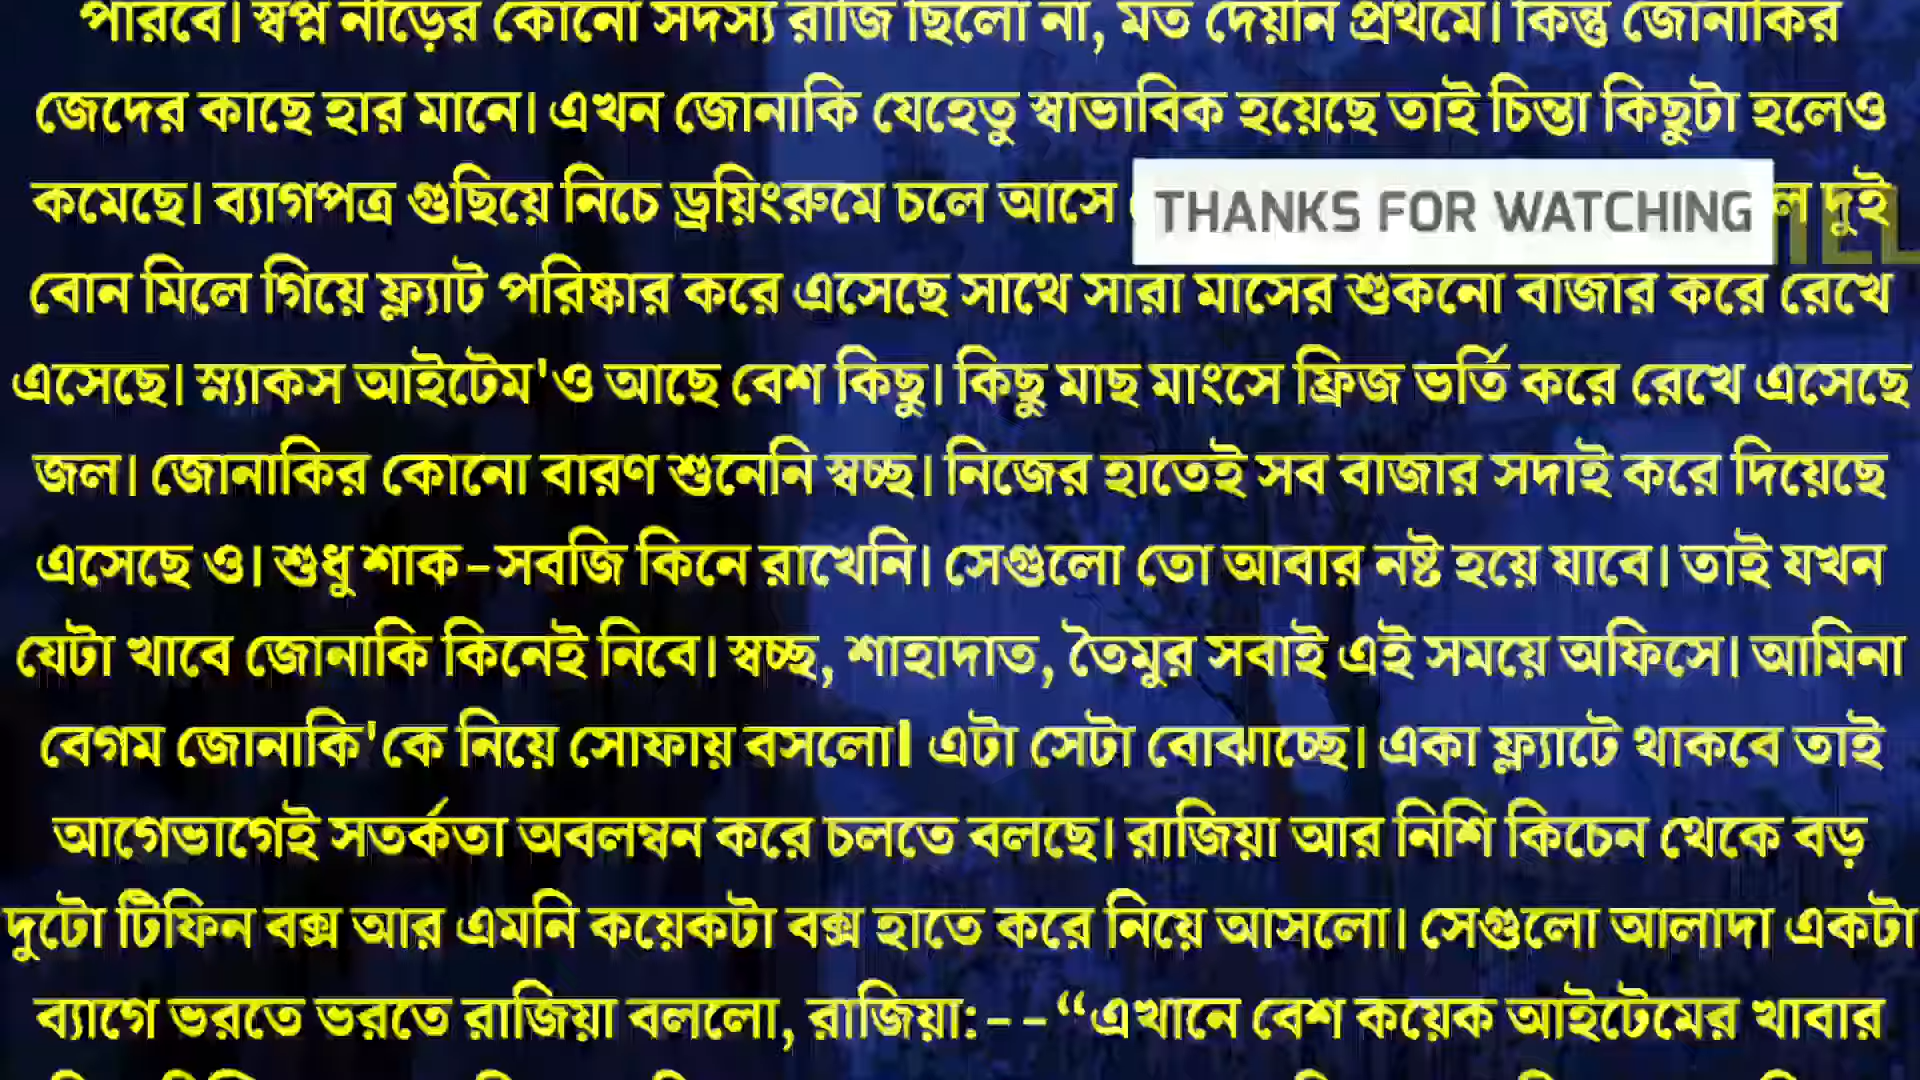 পারবে। স্বপ্ন নীড়ের কোনো সদস্য রাজি ছিলো না, মত দেয়নি প্রথমে। কিন্তু জোনাকির
জেদের কাছে হার মানে। এখন জোনাকি যেহেতু স্বাভাবিক হয়েছে তাই চিন্তা কিছুটা হলেও
কমেছে। ব্যাগপত্র গুছিয়ে নিচে ড্রয়িংরুমে চলে আসে THANKS FOR WATCHING দুই
বোন মিলে গিয়ে ফ্ল্যাট পরিষ্কার করে এসেছে সাথে সারা মাসের শুকনো বাজার করে রেখে
এসেছে। স্ন্যাকস আইটেম'ও আছে বেশ কিছু। কিছু মাছ মাংসে ফ্রিজ ভর্তি করে রেখে এসেছে
জল। জোনাকির কোনো বারণ শুনেনি স্বচ্ছ। নিজের হাতেই সব বাজার সদাই করে দিয়েছে
এসেছে ও। শুধু শাক-সবজি কিনে রাখেনি। সেগুলো তো আবার নষ্ট হয়ে যাবে। তাই যখন
যেটা খাবে জোনাকি কিনেই নিবে। স্বচ্ছ, শাহাদাত, তৈমুর সবাই এই সময়ে অফিসে। আমিনা
বেগম জোনাকি'কে নিয়ে সোফায় বসলো। এটা সেটা বোঝাচ্ছে। একা ফ্ল্যাটে থাকবে তাই
আগেভাগেই সতর্কতা অবলম্বন করে চলতে বলছে। রাজিয়া আর নিশি কিচেন থেকে বড়
দুটো টিফিন বক্স আর এমনি কয়েকটা বক্স হাতে করে নিয়ে আসলো। সেগুলো আলাদা একটা
ব্যাগে ভরতে ভরতে রাজিয়া বললো, রাজিয়া:--“এখানে বেশ কয়েক আইটেমের খাবার